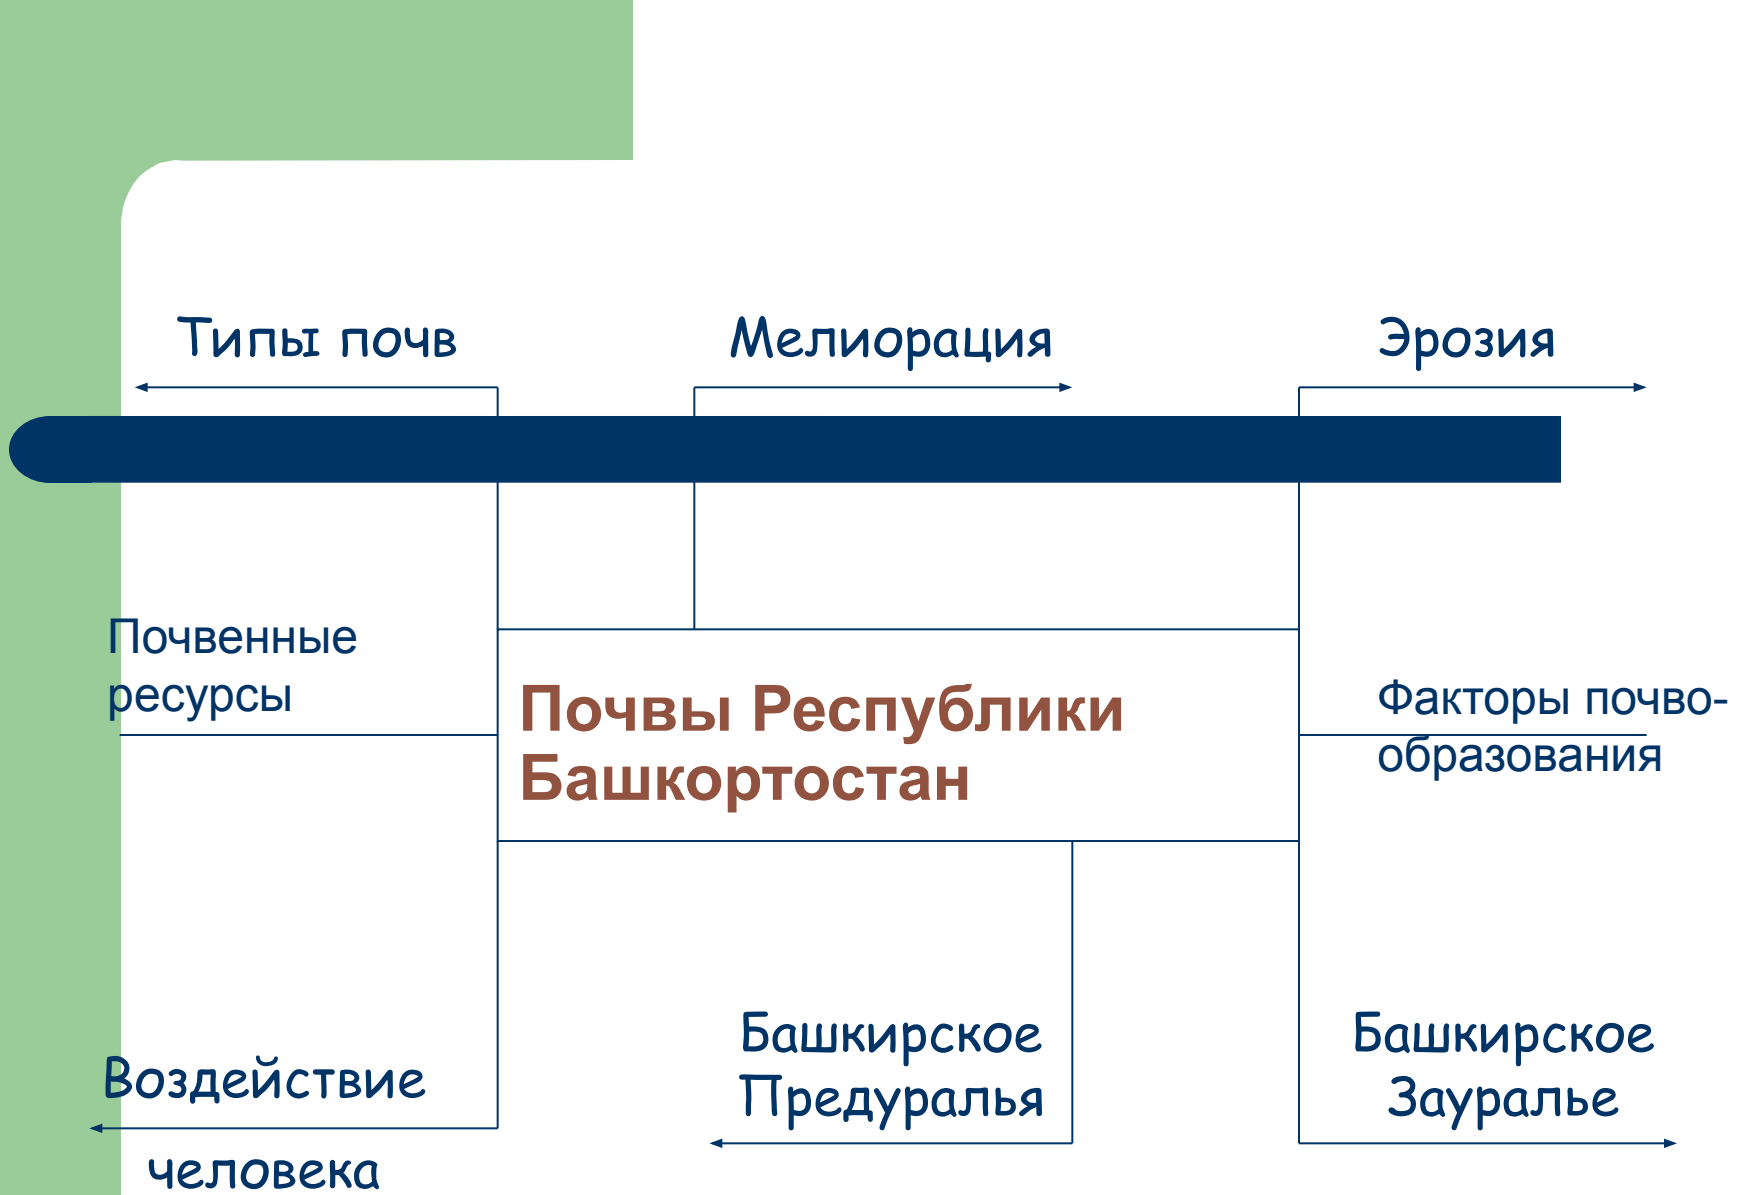 Типы почв
Мелиорация
Эрозия
Почвенные
ресурсы
Почвы Республики
Башкортостан
Факторы почво-
образования
Воздействие
человека
Башкирское
Предуралья
Башкирское
Зауралье